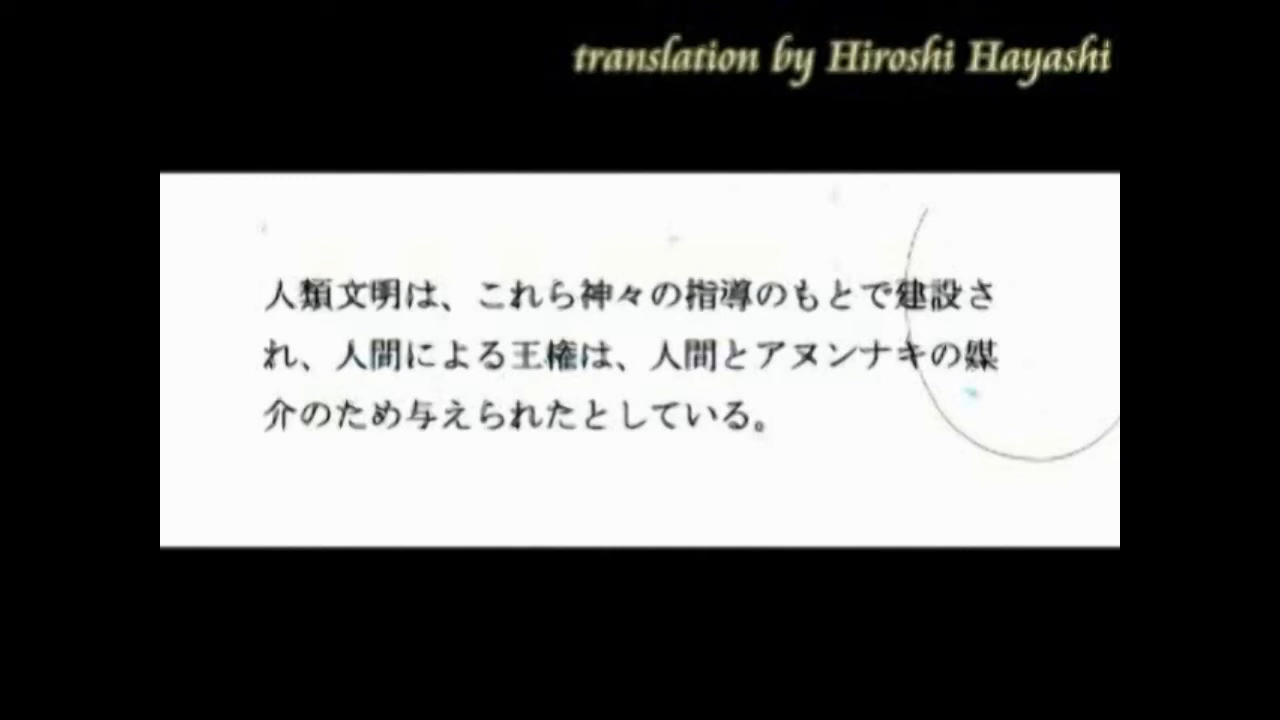 translation by Hiroshi Hayashi
人類文明は、これら神々の指導のもとで建設さ
れ、人間による王権は、人間とアヌンナキの媒
介のため与えられたとしている。